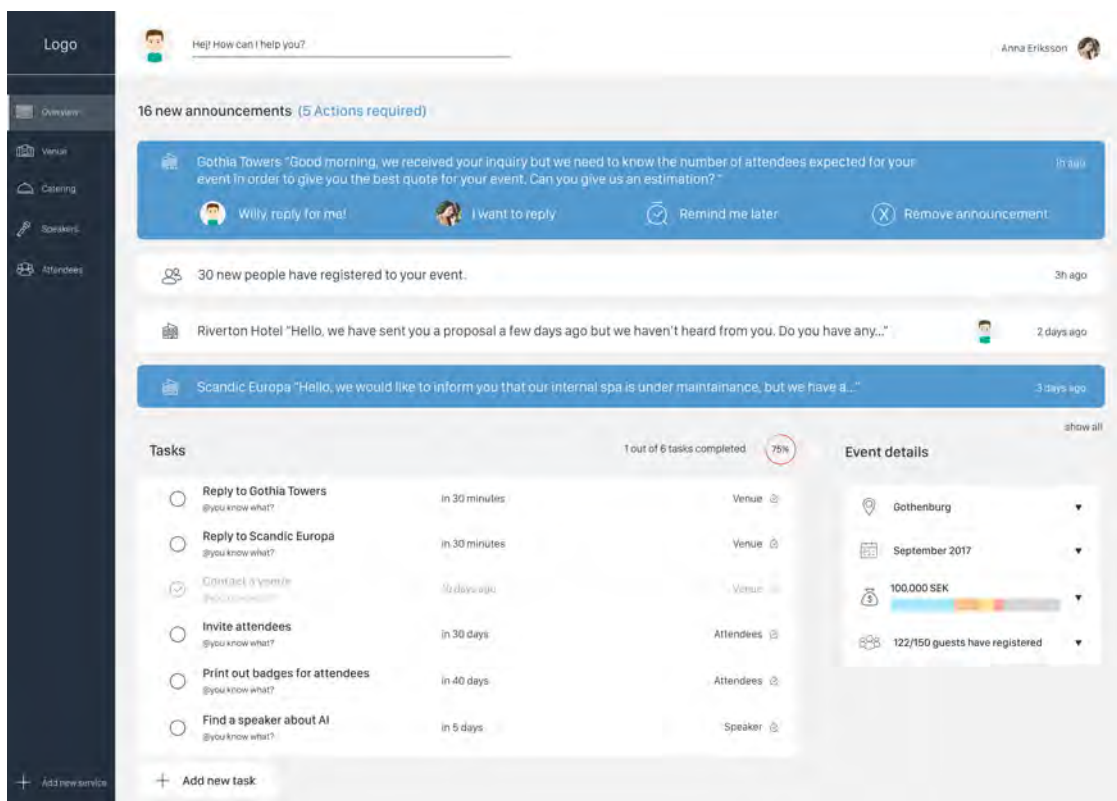 Logo
Hej! How can I help you?
Anna Eriksson
Overview
Venue
Catering
Speakers
Attendees
Add new service
16 new announcements (5 Actions required)
Gothia Towers "Good morning, we received your inquiry but we need to know the number of attendees expected for your
event in order to give you the best quote for your event. Can you give us an estimation?"
1h ago
Willy, reply for me!
I want to reply
Remind me later
X Remove announcement
30 new people have registered to your event.
3h ago
Riverton Hotel "Hello, we have sent you a proposal a few days ago but we haven't heard from you. Do you have any..."
2 days ago
Scandic Europa "Hello, we would like to inform you that our internal spa is under maintainance, but we have a..."
3 days ago
show all
Tasks
1 out of 6 tasks completed
75%
Reply to Gothia Towers
@you know what?
in 30 minutes
Venue
Reply to Scandic Europa
@you know what?
in 30 minutes
Venue
Contact a venue
10 days ago
Venue
Invite attendees
@you know what?
in 30 days
Attendees
Print out badges for attendees
@you know what?
in 40 days
Attendees
Find a speaker about AI
@you know what?
in 5 days
Speaker
+ Add new task
Event details
Gothenburg
September 2017
100,000 SEK
122/150 guests have registered